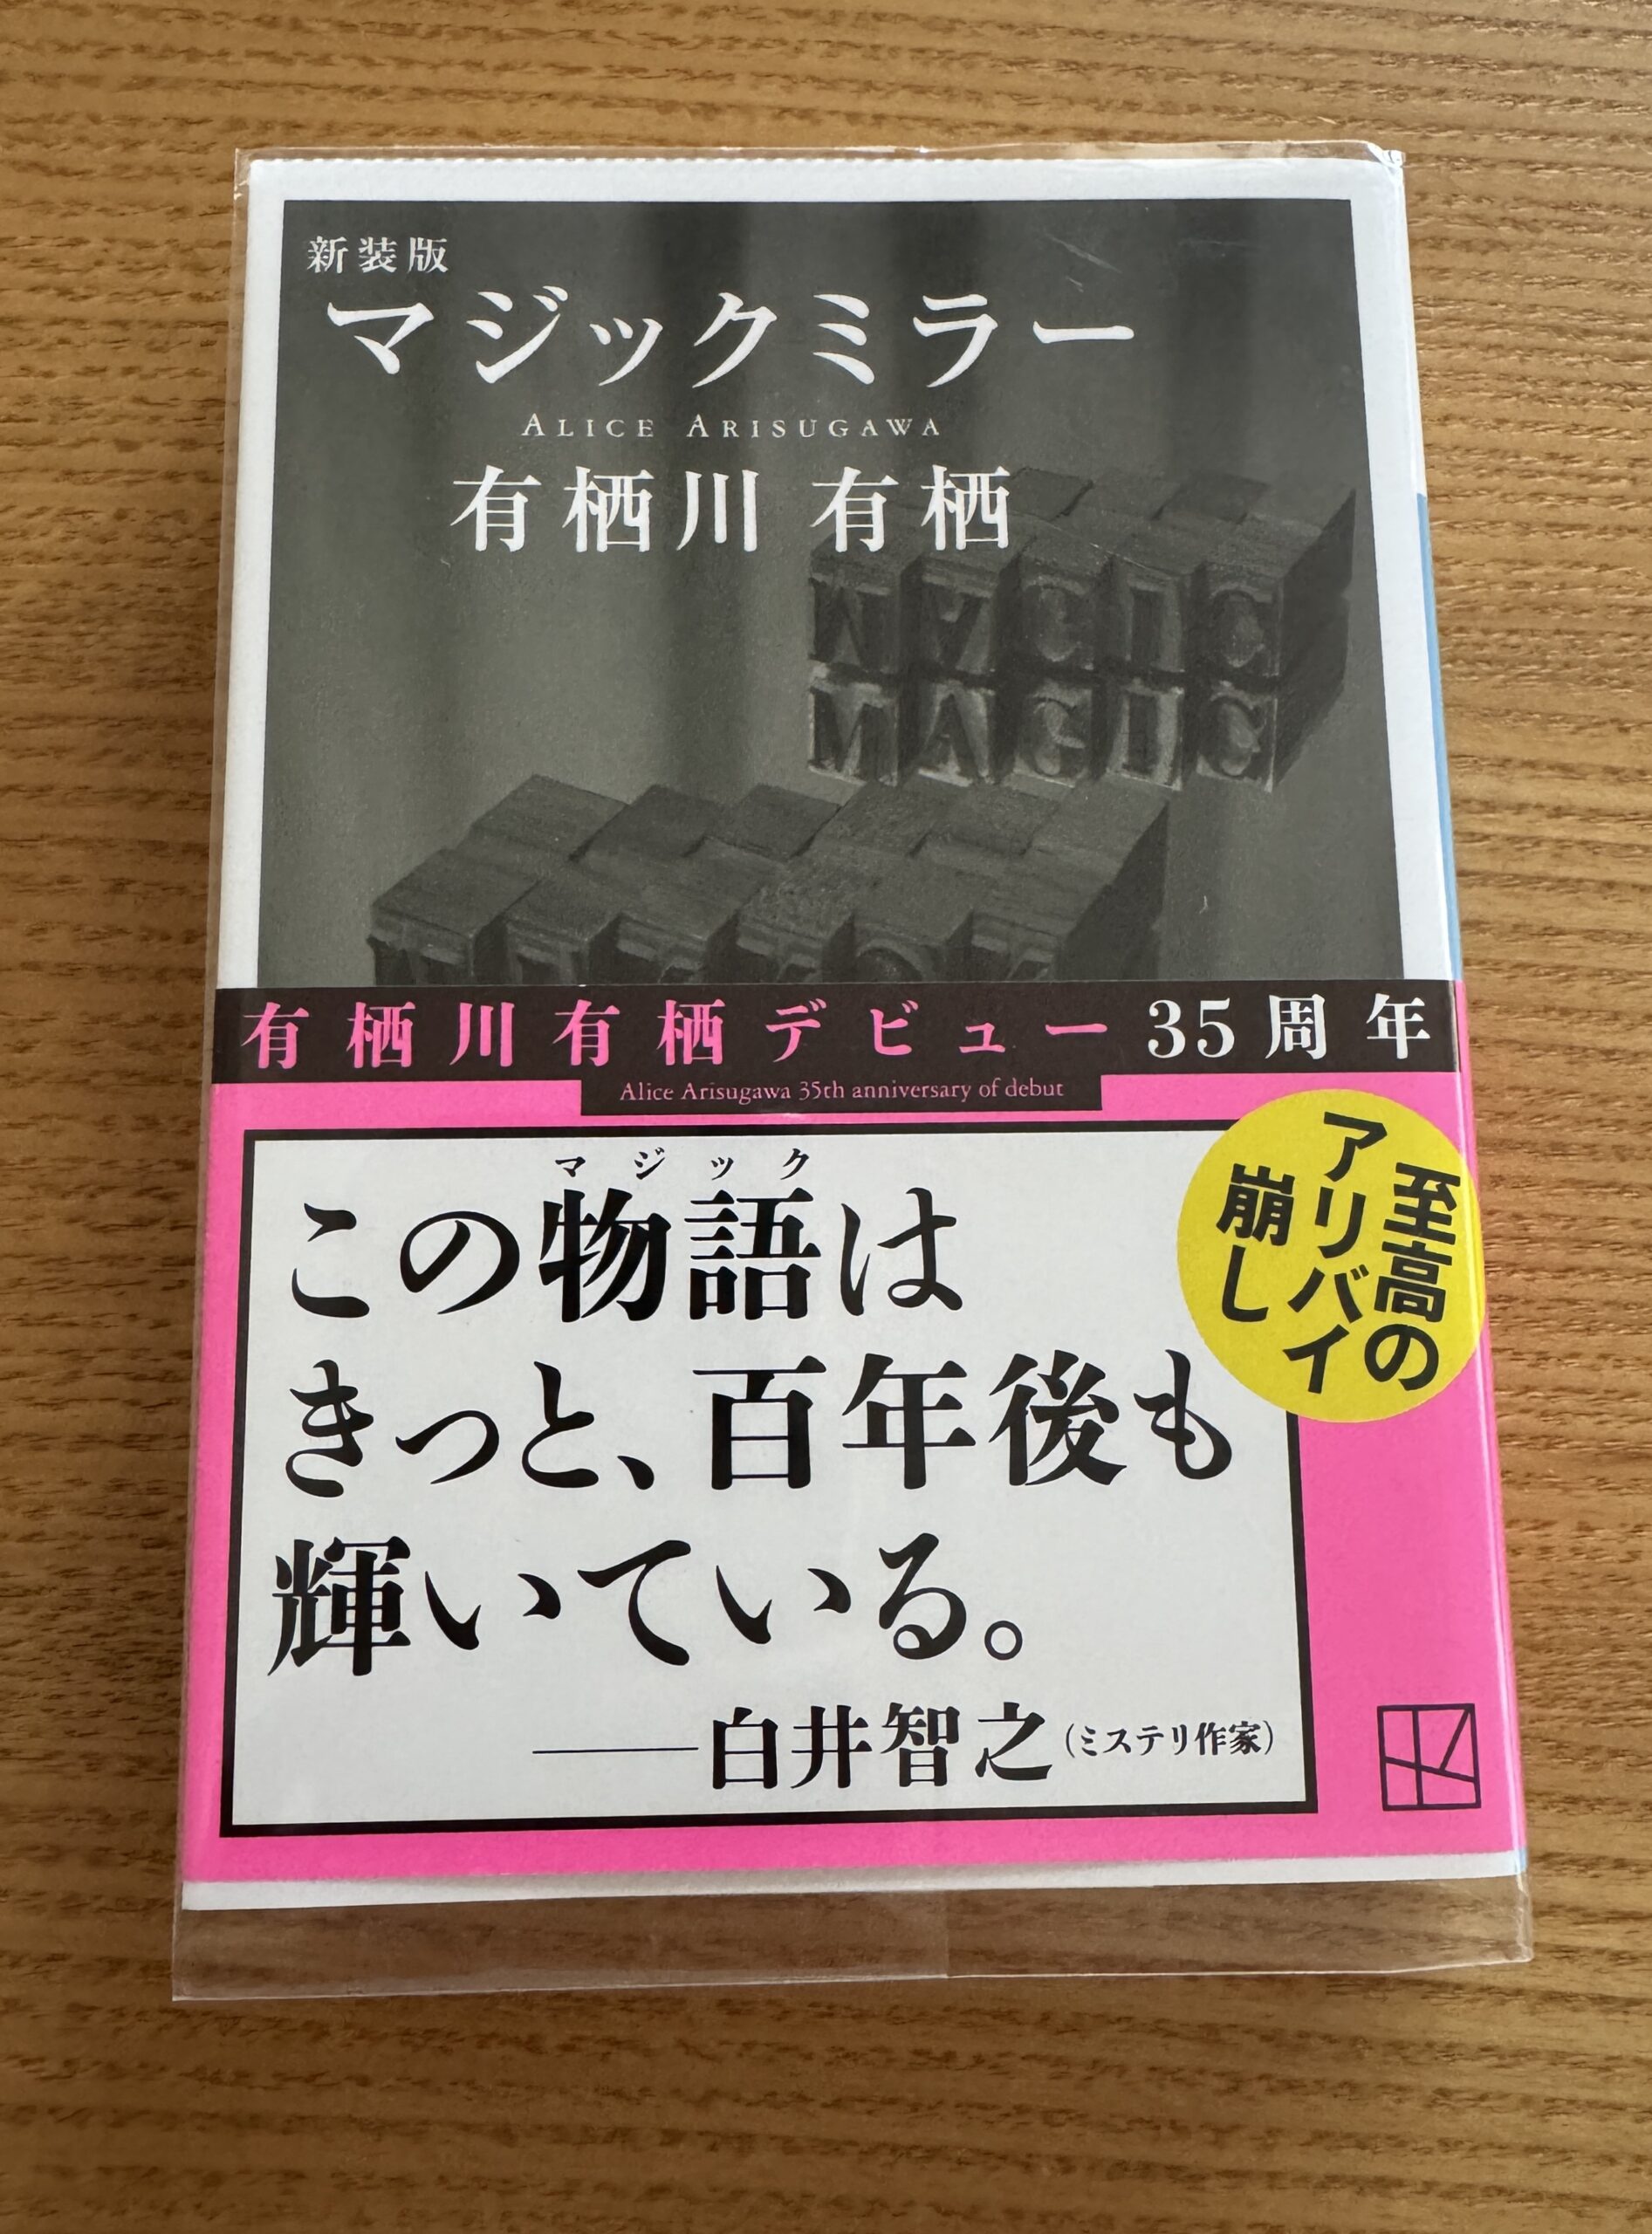 新装版
マジックミラー
ALICE ARISUGAWA
有栖川 有栖
MAGIC
MAGIC
有栖川有栖デビュー35周年
Alice Arisugawa 35th anniversary of debut
至高の
アリバイ
崩し
マジック
この物語は
きっと、百年後も
輝いている。
――白井智之(ミステリ作家)